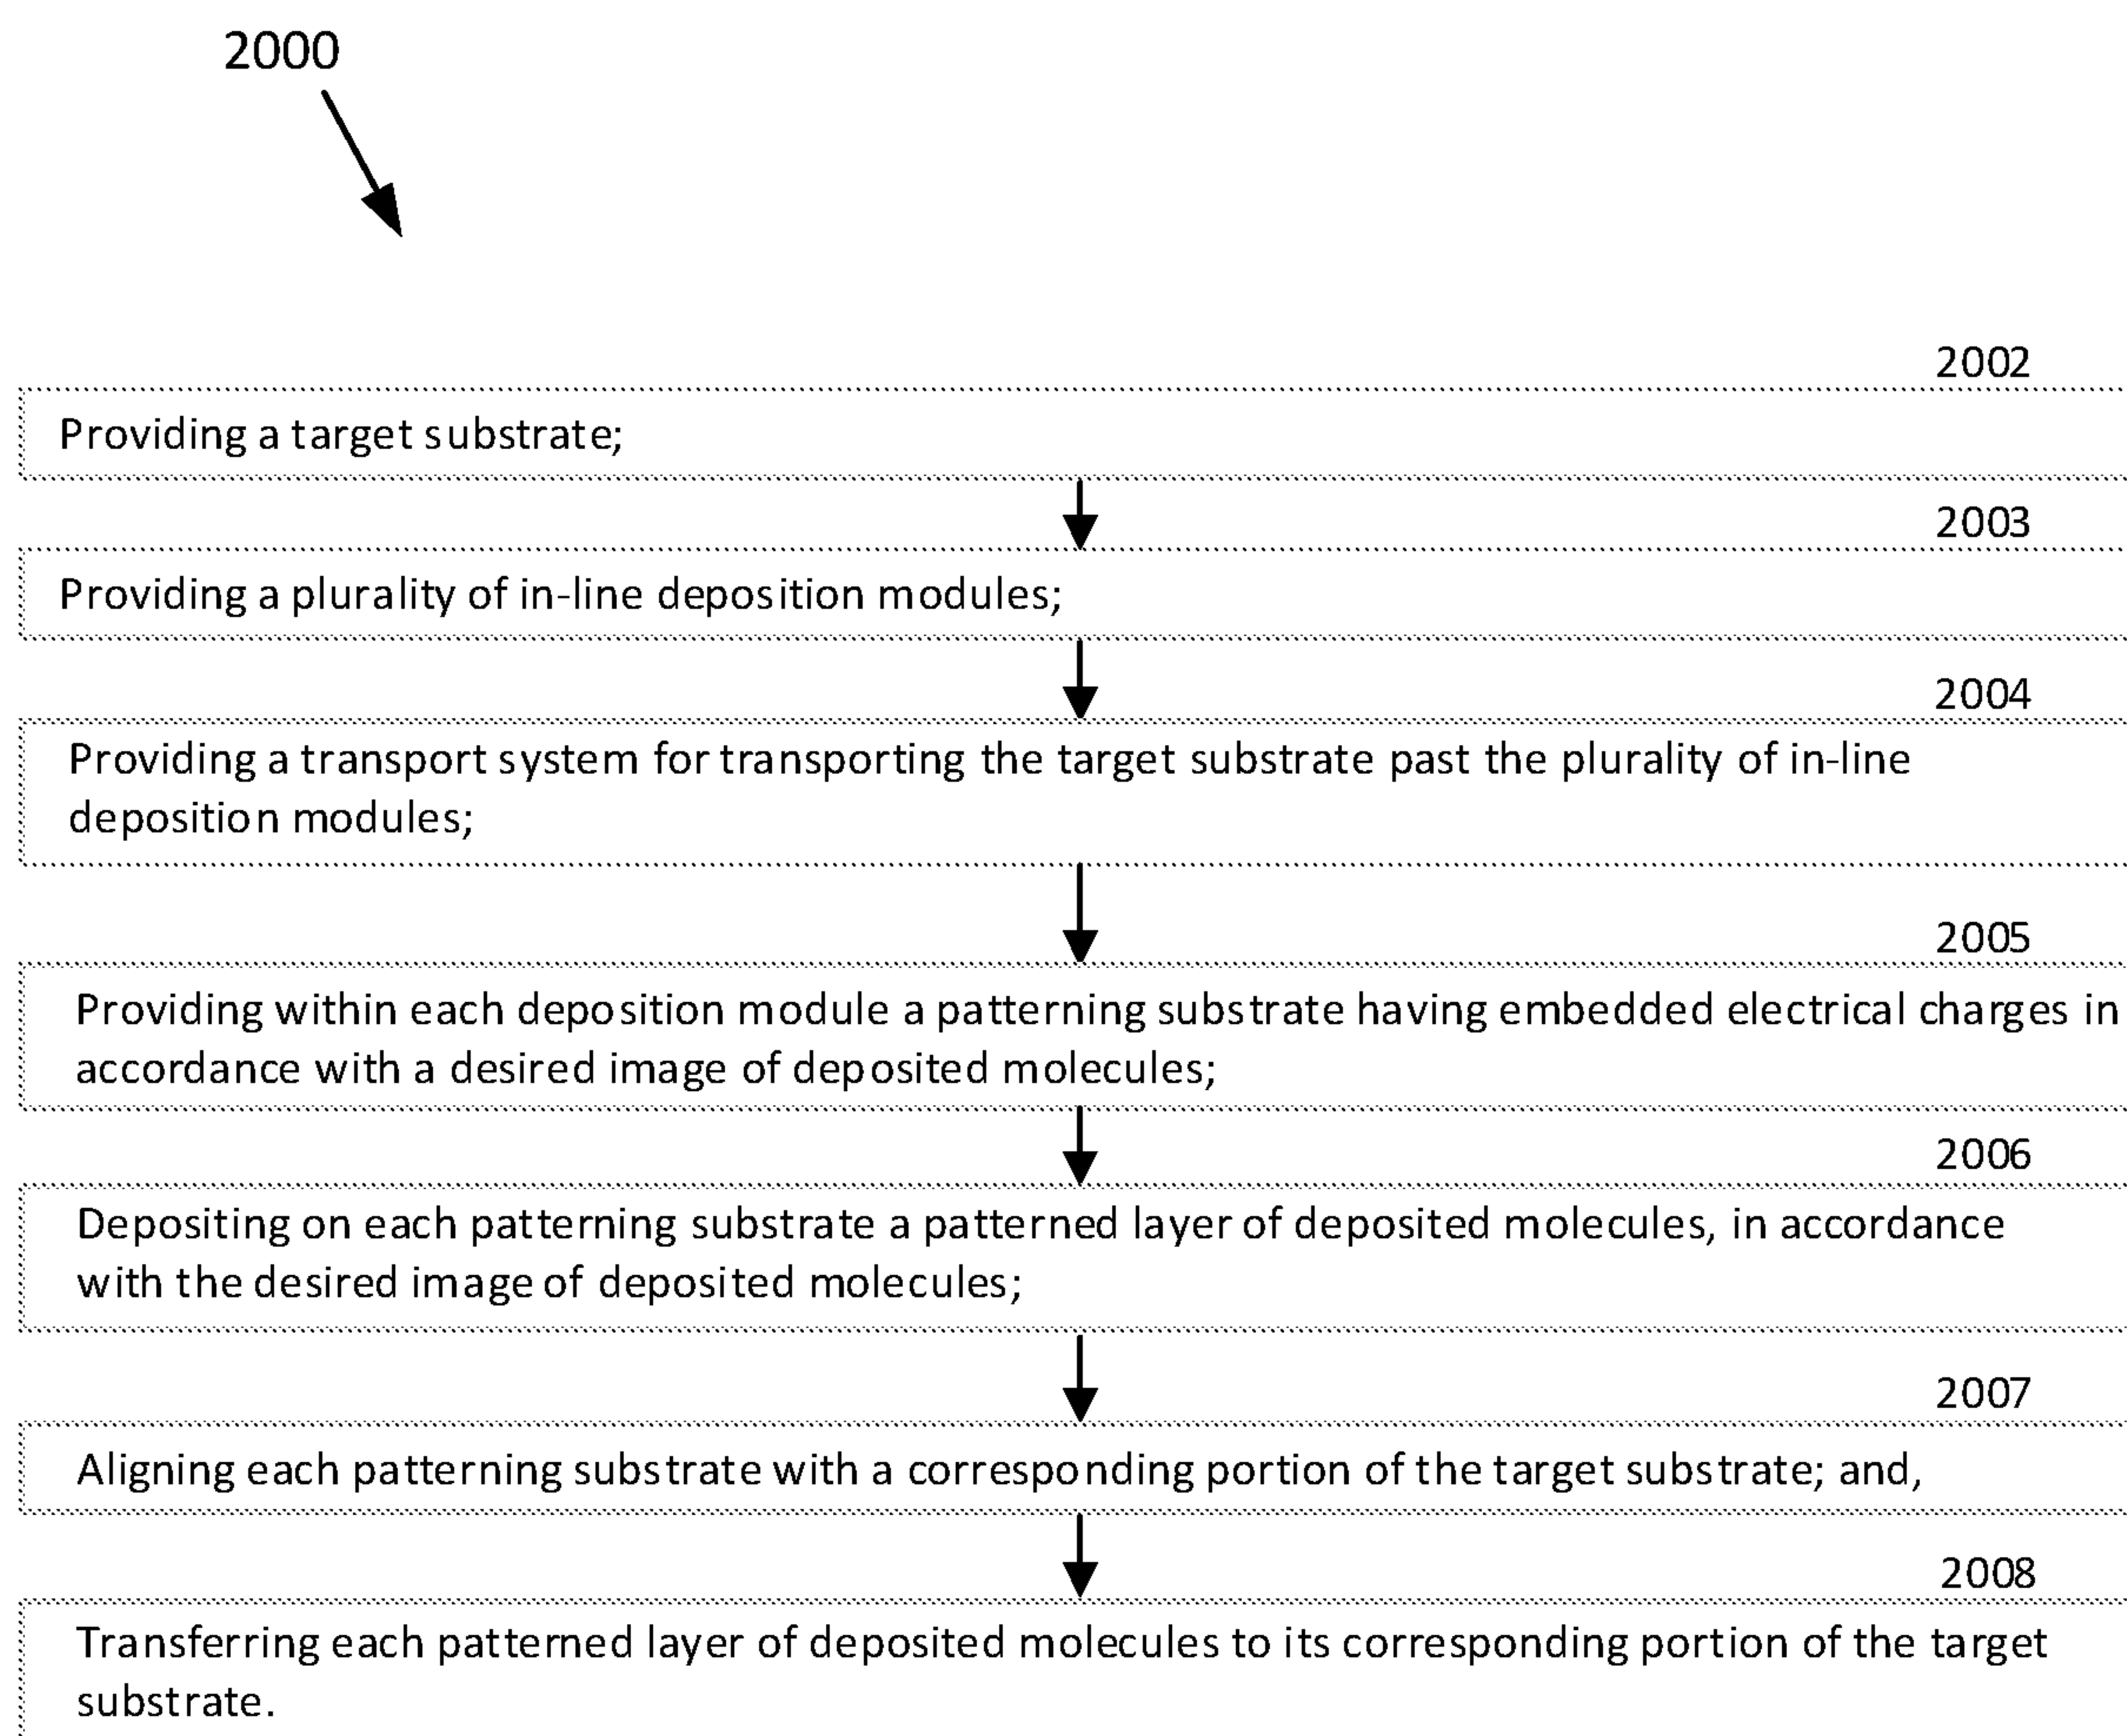 2000
2002
Providing a target substrate;
2003
Providing a plurality of in-line deposition modules;
2004
Providing a transport system for transporting the target substrate past the plurality of in-line
deposition modules;
2005
Providing within each deposition module a patterning substrate having embedded electrical charges in
accordance with a desired image of deposited molecules;
2006
Depositing on each patterning substrate a patterned layer of deposited molecules, in accordance
with the desired image of deposited molecules;
2007
Aligning each patterning substrate with a corresponding portion of the target substrate; and,
2008
Transferring each patterned layer of deposited molecules to its corresponding portion of the target
substrate.